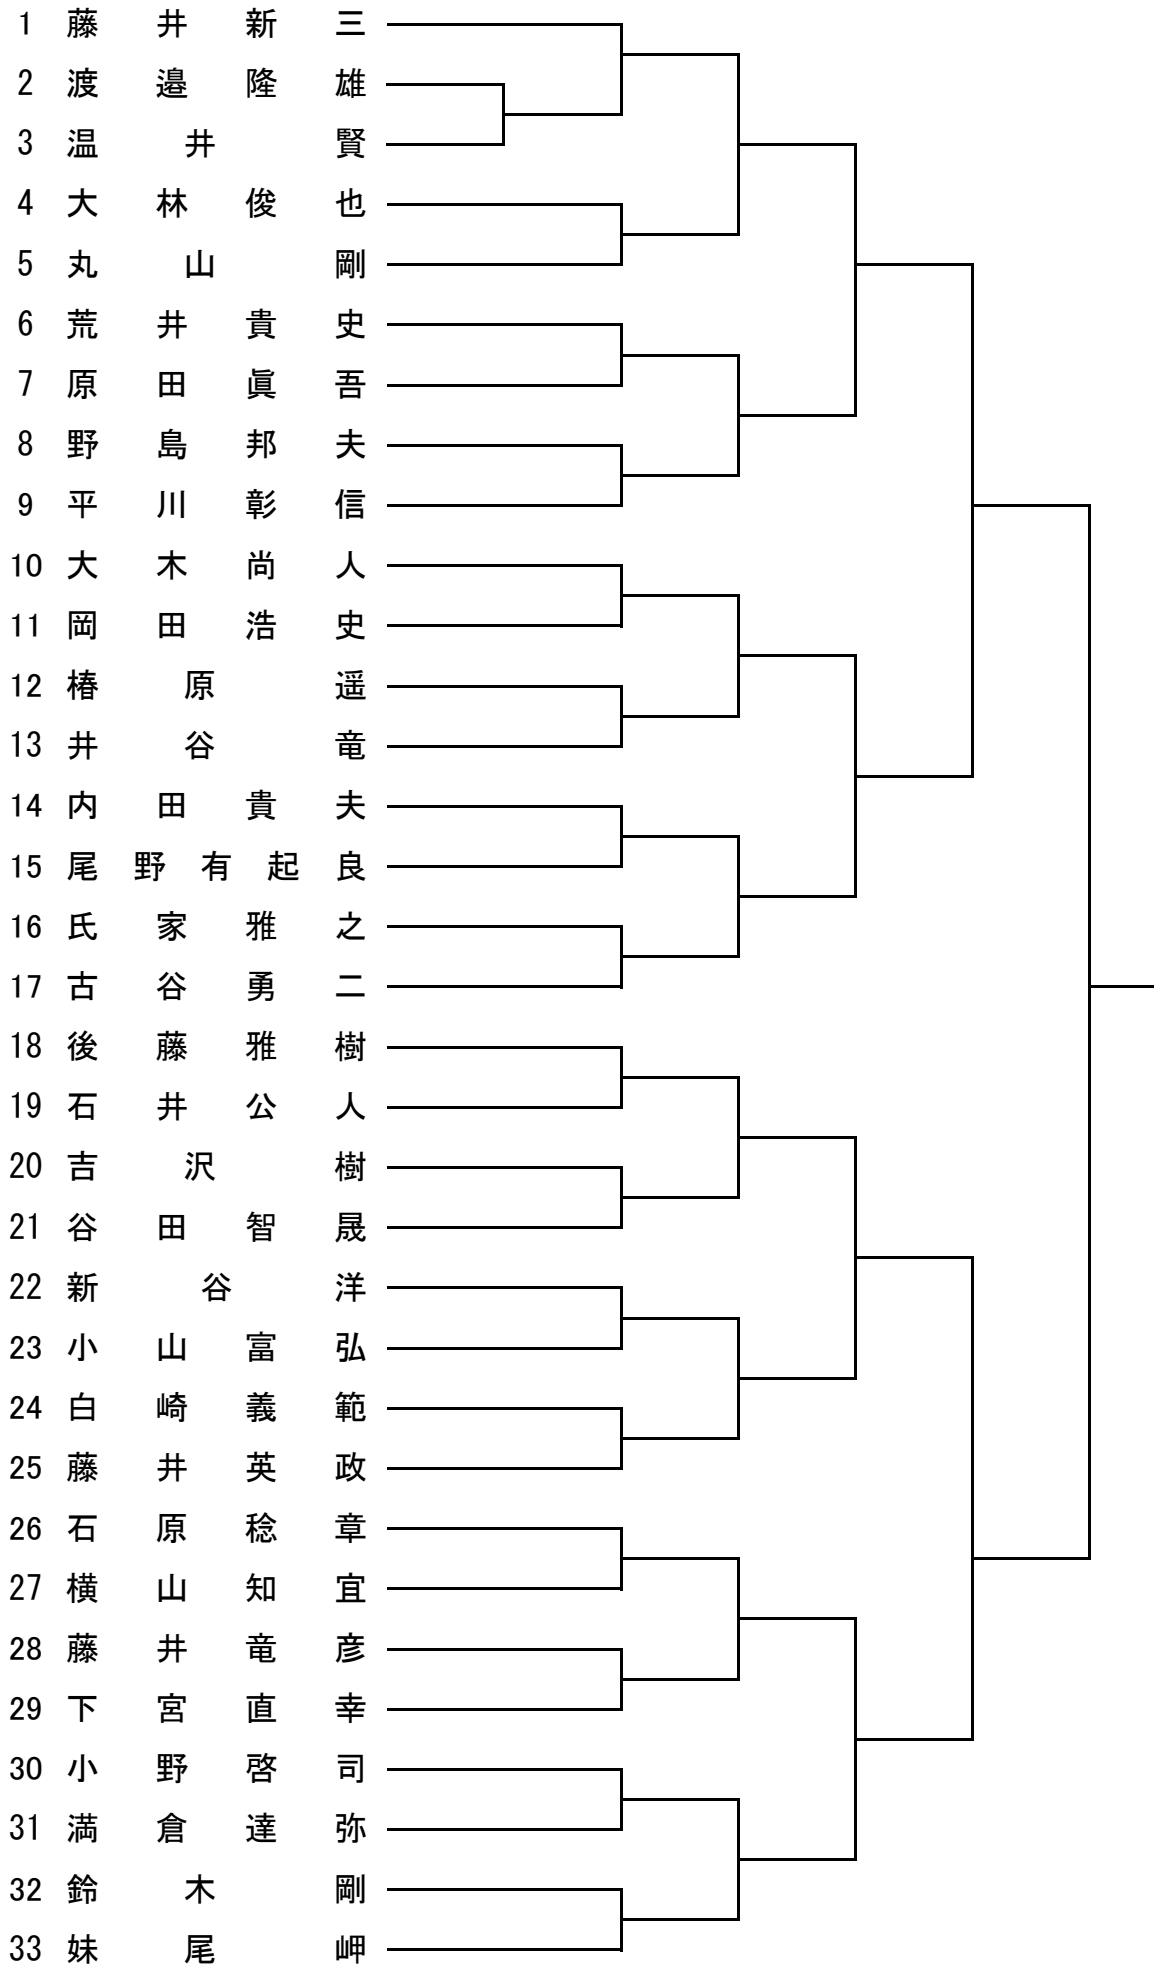 1 藤井新三
2 渡邉隆雄
3 温井賢
4 大林俊也
5 丸山剛
6 荒井貴史
7 原田眞吾
8 野島邦夫
9 平川彰信
10 大木尚人
11 岡田浩史
12 椿原遥
13 井谷竜
14 内田貴夫
15 尾野有起良
16 氏家雅之
17 古谷勇二
18 後藤雅樹
19 石井公人
20 吉沢樹
21 谷田智晟
22 新谷洋
23 小山富弘
24 白崎義範
25 藤井英政
26 石原稔章
27 横山知宜
28 藤井竜彦
29 下宮直幸
30 小野啓司
31 満倉達弥
32 鈴木剛
33 妹尾岬